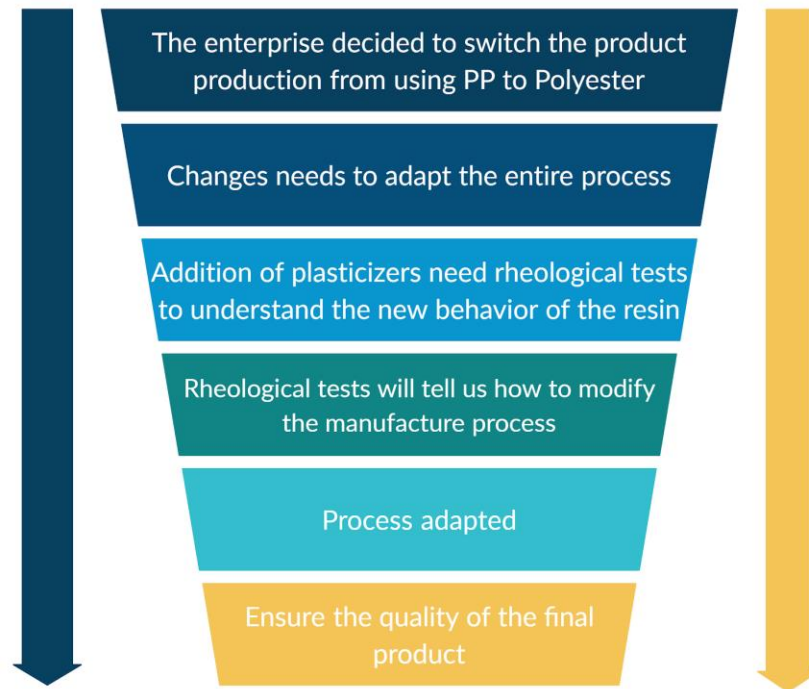 The enterprise decided to switch the product
production from using PP to Polyester
Changes needs to adapt the entire process
Addition of plasticizers need rheological tests
to understand the new behavior of the resin
Rheological tests will tell us how to modify
the manufacture process
Process adapted
Ensure the quality of the final
product